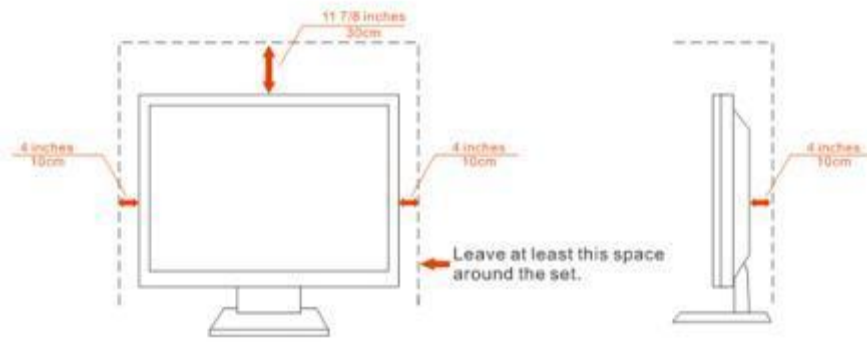 11 7/8 inches
30cm
4 inches
10cm
4 inches
10cm
4 inches
10cm
Leave at least this space
around the set.